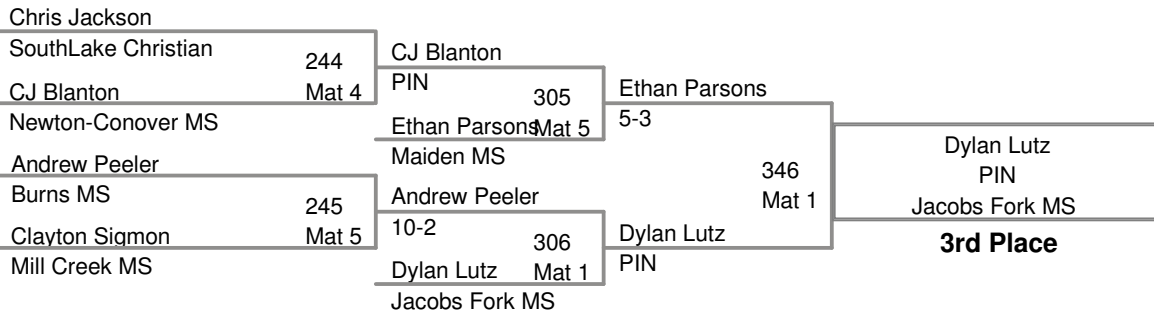 Chris Jackson
SouthLake Christian
244
Mat 4
CJ Blanton
Newton-Conover MS
CJ Blanton
PIN
305
Mat 5
Ethan Parsons
Maiden MS
Ethan Parsons
5-3
Andrew Peeler
Burns MS
245
Mat 5
Clayton Sigmon
Mill Creek MS
Andrew Peeler
10-2
306
Mat 1
Dylan Lutz
Jacobs Fork MS
Dylan Lutz
PIN
346
Mat 1
Dylan Lutz
PIN
Jacobs Fork MS
3rd Place